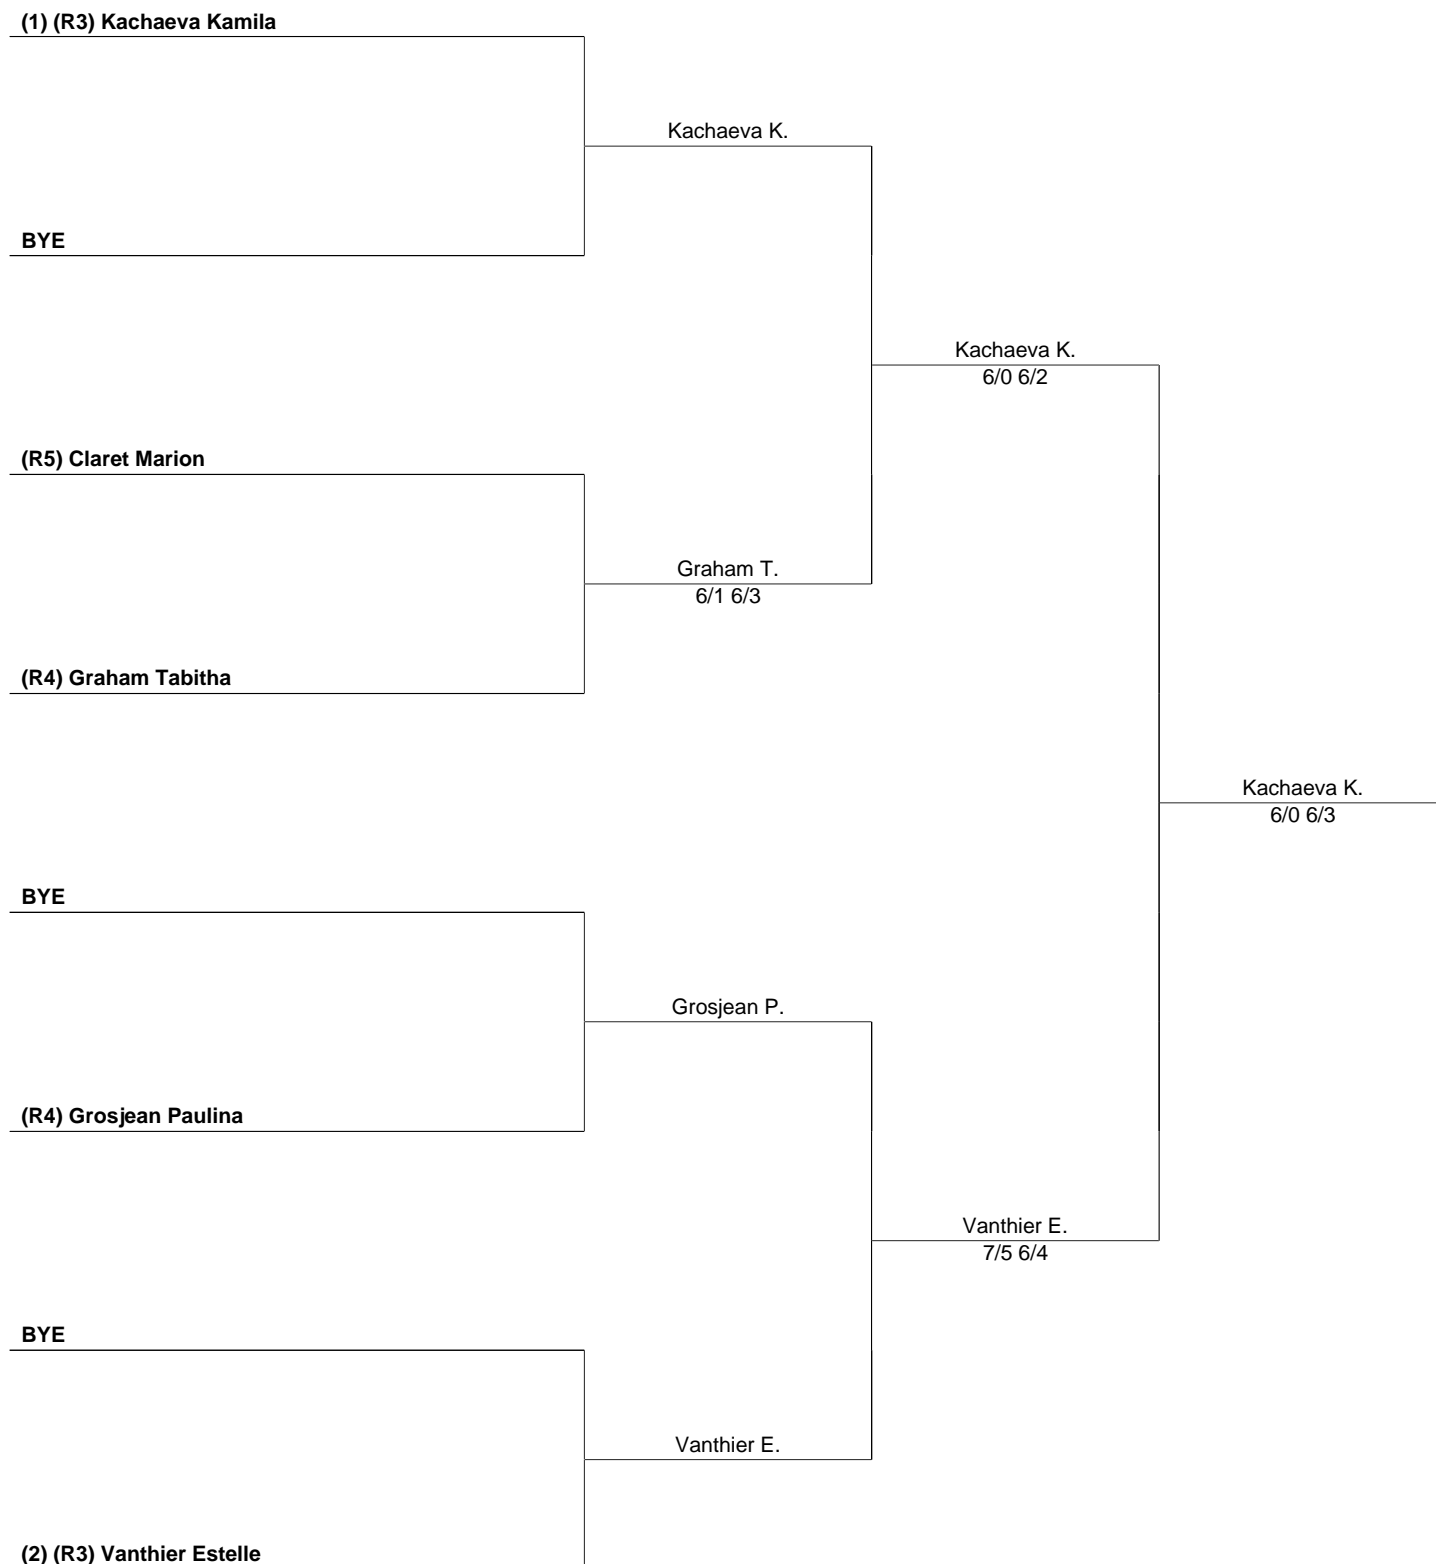 (1) (R3) Kachaeva Kamila
Kachaeva K.
BYE
Kachaeva K.
6/0 6/2
(R5) Claret Marion
Graham T.
6/1 6/3
(R4) Graham Tabitha
Kachaeva K.
6/0 6/3
BYE
Grosjean P.
(R4) Grosjean Paulina
Vanthier E.
7/5 6/4
BYE
Vanthier E.
(2) (R3) Vanthier Estelle